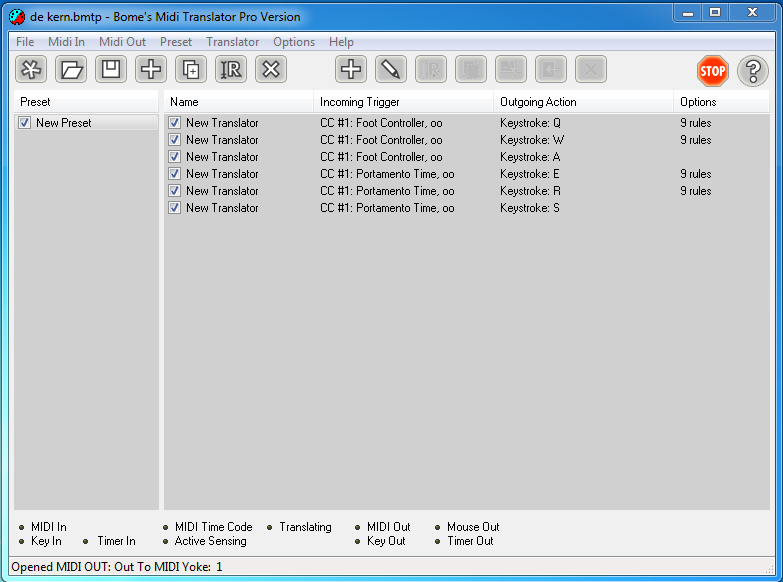 de kern.bmtp - Bome's Midi Translator Pro Version
File Midi In Midi Out Preset Translator Options Help
STOP ?
Preset Name Incoming Trigger Outgoing Action Options
New Preset New Translator CC #1: Foot Controller, oo Keystroke: Q 9 rules
New Translator CC #1: Foot Controller, oo Keystroke: W 9 rules
New Translator CC #1: Foot Controller, oo Keystroke: A
New Translator CC #1: Portamento Time, oo Keystroke: E 9 rules
New Translator CC #1: Portamento Time, oo Keystroke: R 9 rules
New Translator CC #1: Portamento Time, oo Keystroke: S
MIDI In MIDI Time Code Translating MIDI Out Mouse Out
Key In Timer In Active Sensing Key Out Timer Out
Opened MIDI OUT: Out To MIDI Yoke: 1